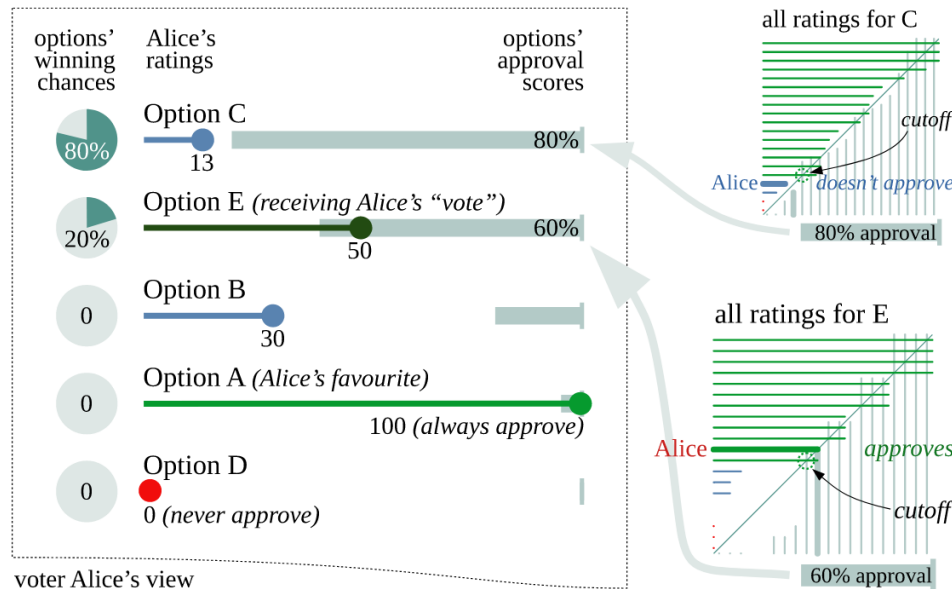 options'
winning
chances
Alice's
ratings
options'
approval
scores
Option C
80%
13
80%
Option E (receiving Alice's “vote”)
20%
50
60%
Option B
0
30
Option A (Alice's favourite)
0
100 (always approve)
Option D
0
0 (never approve)
voter Alice's view
all ratings for C
cutoff
Alice
doesn't approve
80% approval
all ratings for E
Alice
approves
cutoff
60% approval